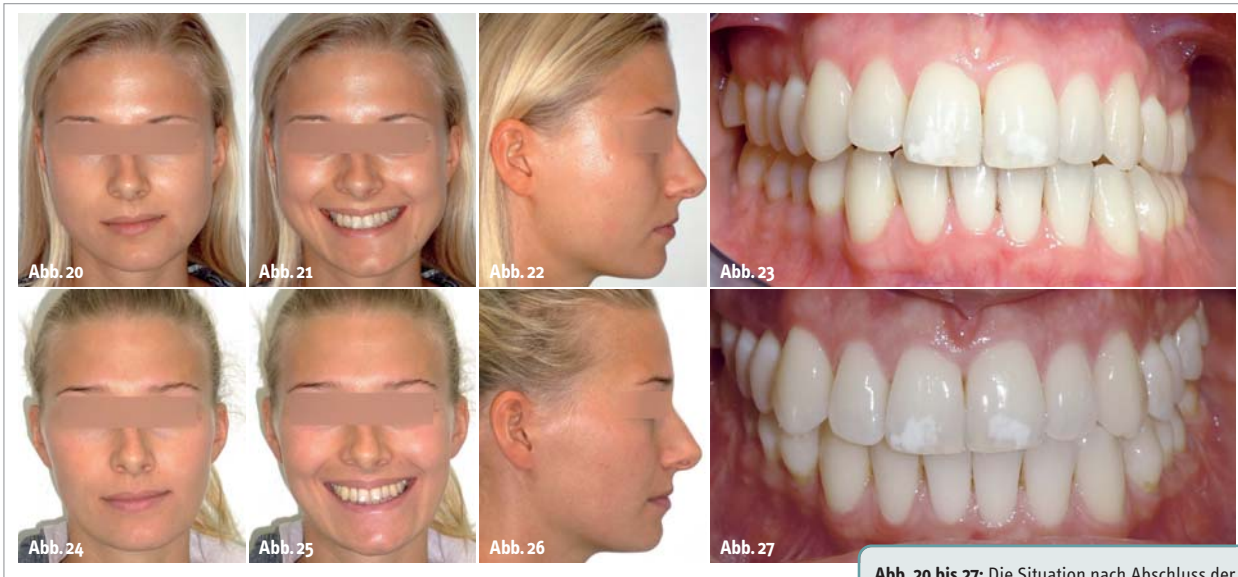 Abb. 20
Abb. 21
Abb. 22
Abb. 23
Abb. 24
Abb. 25
Abb. 26
Abb. 27
Abb. 20 bis 27: Die Situation nach Abschluss der